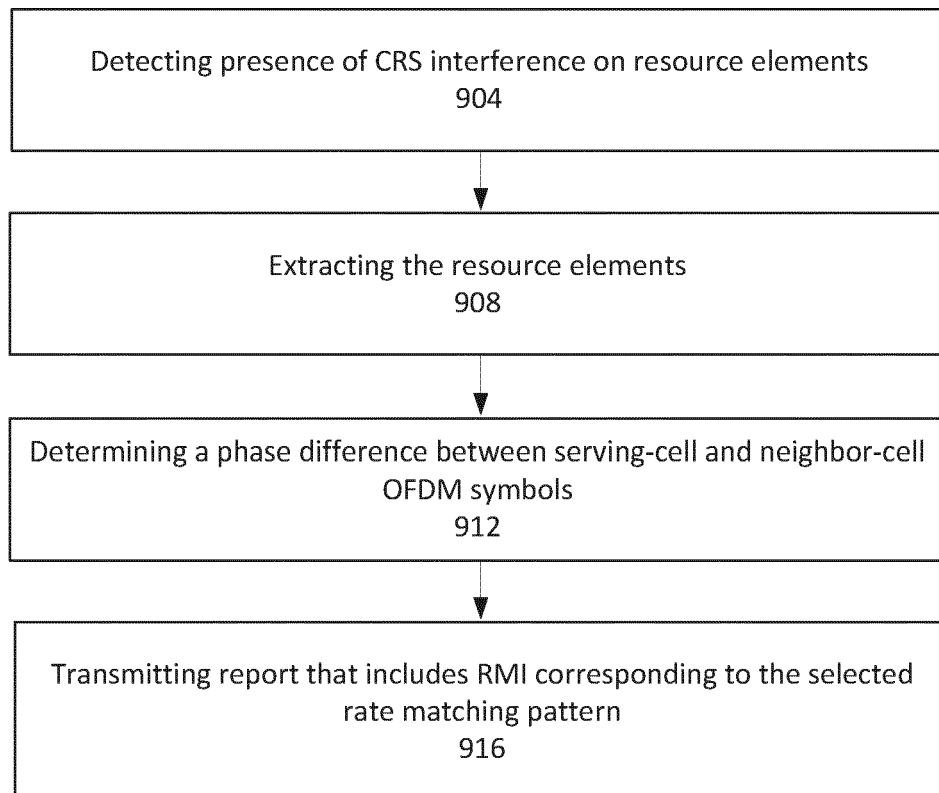 Detecting presence of CRS interference on resource elements
904
Extracting the resource elements
908
Determining a phase difference between serving-cell and neighbor-cell
OFDM symbols
912
Transmitting report that includes RMI corresponding to the selected
rate matching pattern
916